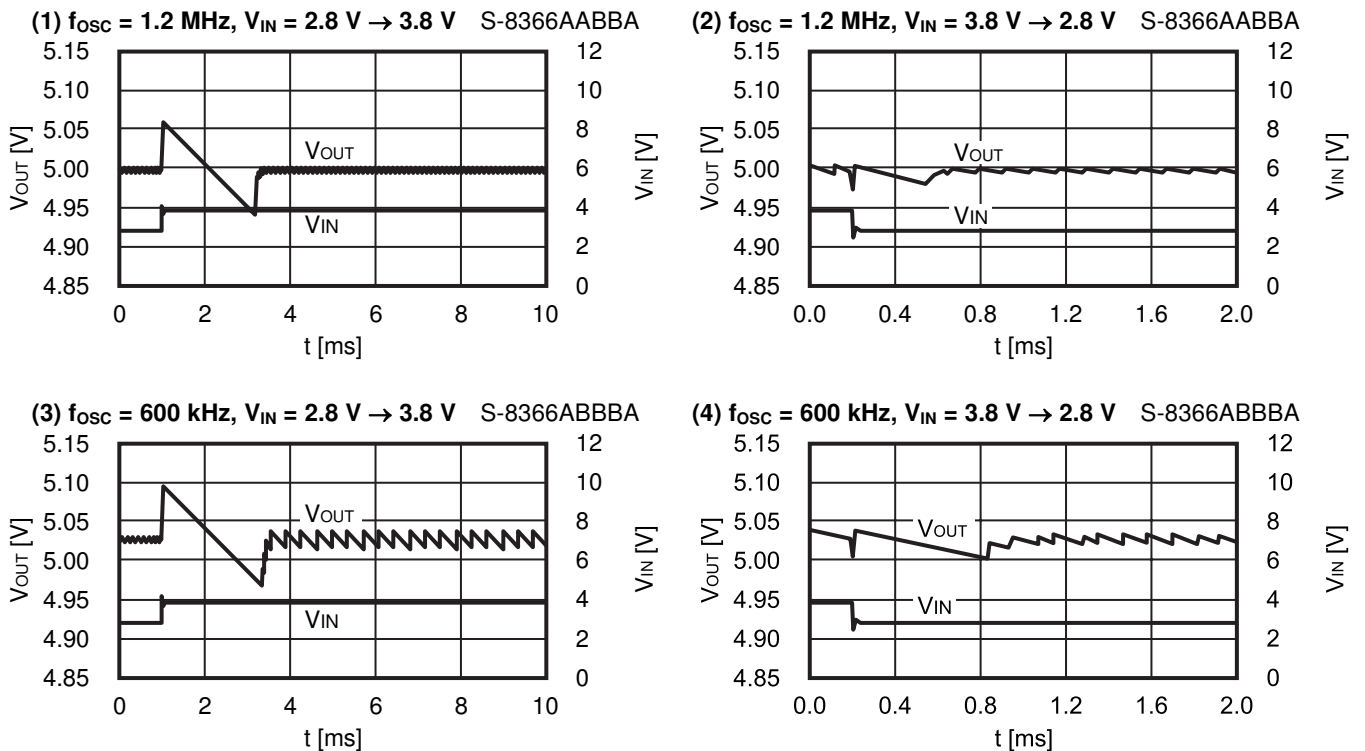 (1) fOSC = 1.2 MHz, VIN = 2.8 V → 3.8 V S-8366AABBA
5.15
5.10
5.05
5.00
4.95
4.90
4.85
VOUT [V]
VOUT
VIN
12
10
8
6
4
2
0
VIN [V]
0 2 4 6 8 10
t [ms]
(2) fOSC = 1.2 MHz, VIN = 3.8 V → 2.8 V S-8366AABBA
5.15
5.10
5.05
5.00
4.95
4.90
4.85
VOUT [V]
VOUT
VIN
12
10
8
6
4
2
0
VIN [V]
0.0 0.4 0.8 1.2 1.6 2.0
t [ms]
(3) fOSC = 600 kHz, VIN = 2.8 V → 3.8 V S-8366ABBBA
5.15
5.10
5.05
5.00
4.95
4.90
4.85
VOUT [V]
VOUT
VIN
12
10
8
6
4
2
0
VIN [V]
0 2 4 6 8 10
t [ms]
(4) fOSC = 600 kHz, VIN = 3.8 V → 2.8 V S-8366ABBBA
5.15
5.10
5.05
5.00
4.95
4.90
4.85
VOUT [V]
VOUT
VIN
12
10
8
6
4
2
0
VIN [V]
0.0 0.4 0.8 1.2 1.6 2.0
t [ms]